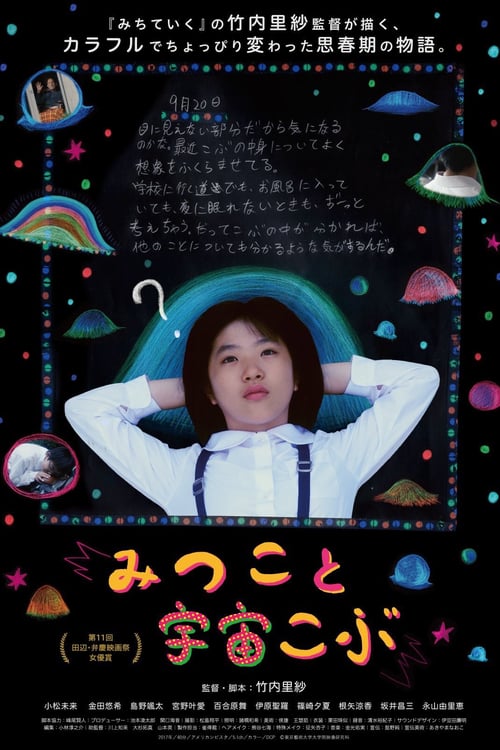 『みちていく』の竹内里紗監督が描く、
カラフルでちょっぴり変わった思春期の物語。
9月20日
目に見えない部分だから気になる
のかな。最近こぶの中身についてよく
想象をふくらませてる。
学校に行く道でも、お風呂に入って
いても、夜に眠れないときも、ずっと
考えちゃう。だってこぶの中が分かれば、
他のことについても分かるような気がするんだ。
?
みつこと
宇宙こぶ
第11回
田辺・弁慶映画祭
女優賞
監督・脚本：竹内里紗
小松未来 金田悠希 島野颯太 宮野叶愛 百合原舞 伊原聖羅 篠崎夕夏 根矢涼香 坂井昌三 永山由里恵